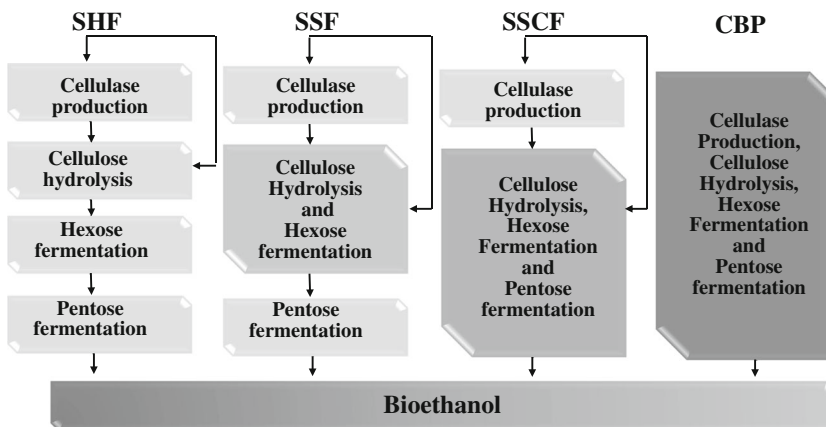 SHF
Cellulase
production
Cellulose
hydrolysis
Hexose
fermentation
Pentose
fermentation
SSF
Cellulase
production
Cellulose
Hydrolysis
and
Hexose
fermentation
Pentose
fermentation
SSCF
Cellulase
production
Cellulose
Hydrolysis,
Hexose
Fermentation
and
Pentose
fermentation
CBP
Cellulase
Production,
Cellulose
Hydrolysis,
Hexose
Fermentation
and
Pentose
fermentation
Bioethanol